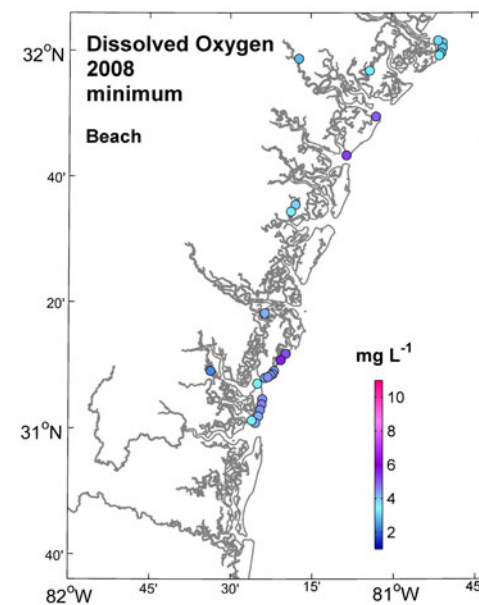 Dissolved Oxygen
2008
minimum
Beach
32°N
40'
20'
31°N
40'
82°W
45'
30'
15'
81°W
45'
mg L⁻¹
10
8
6
4
2